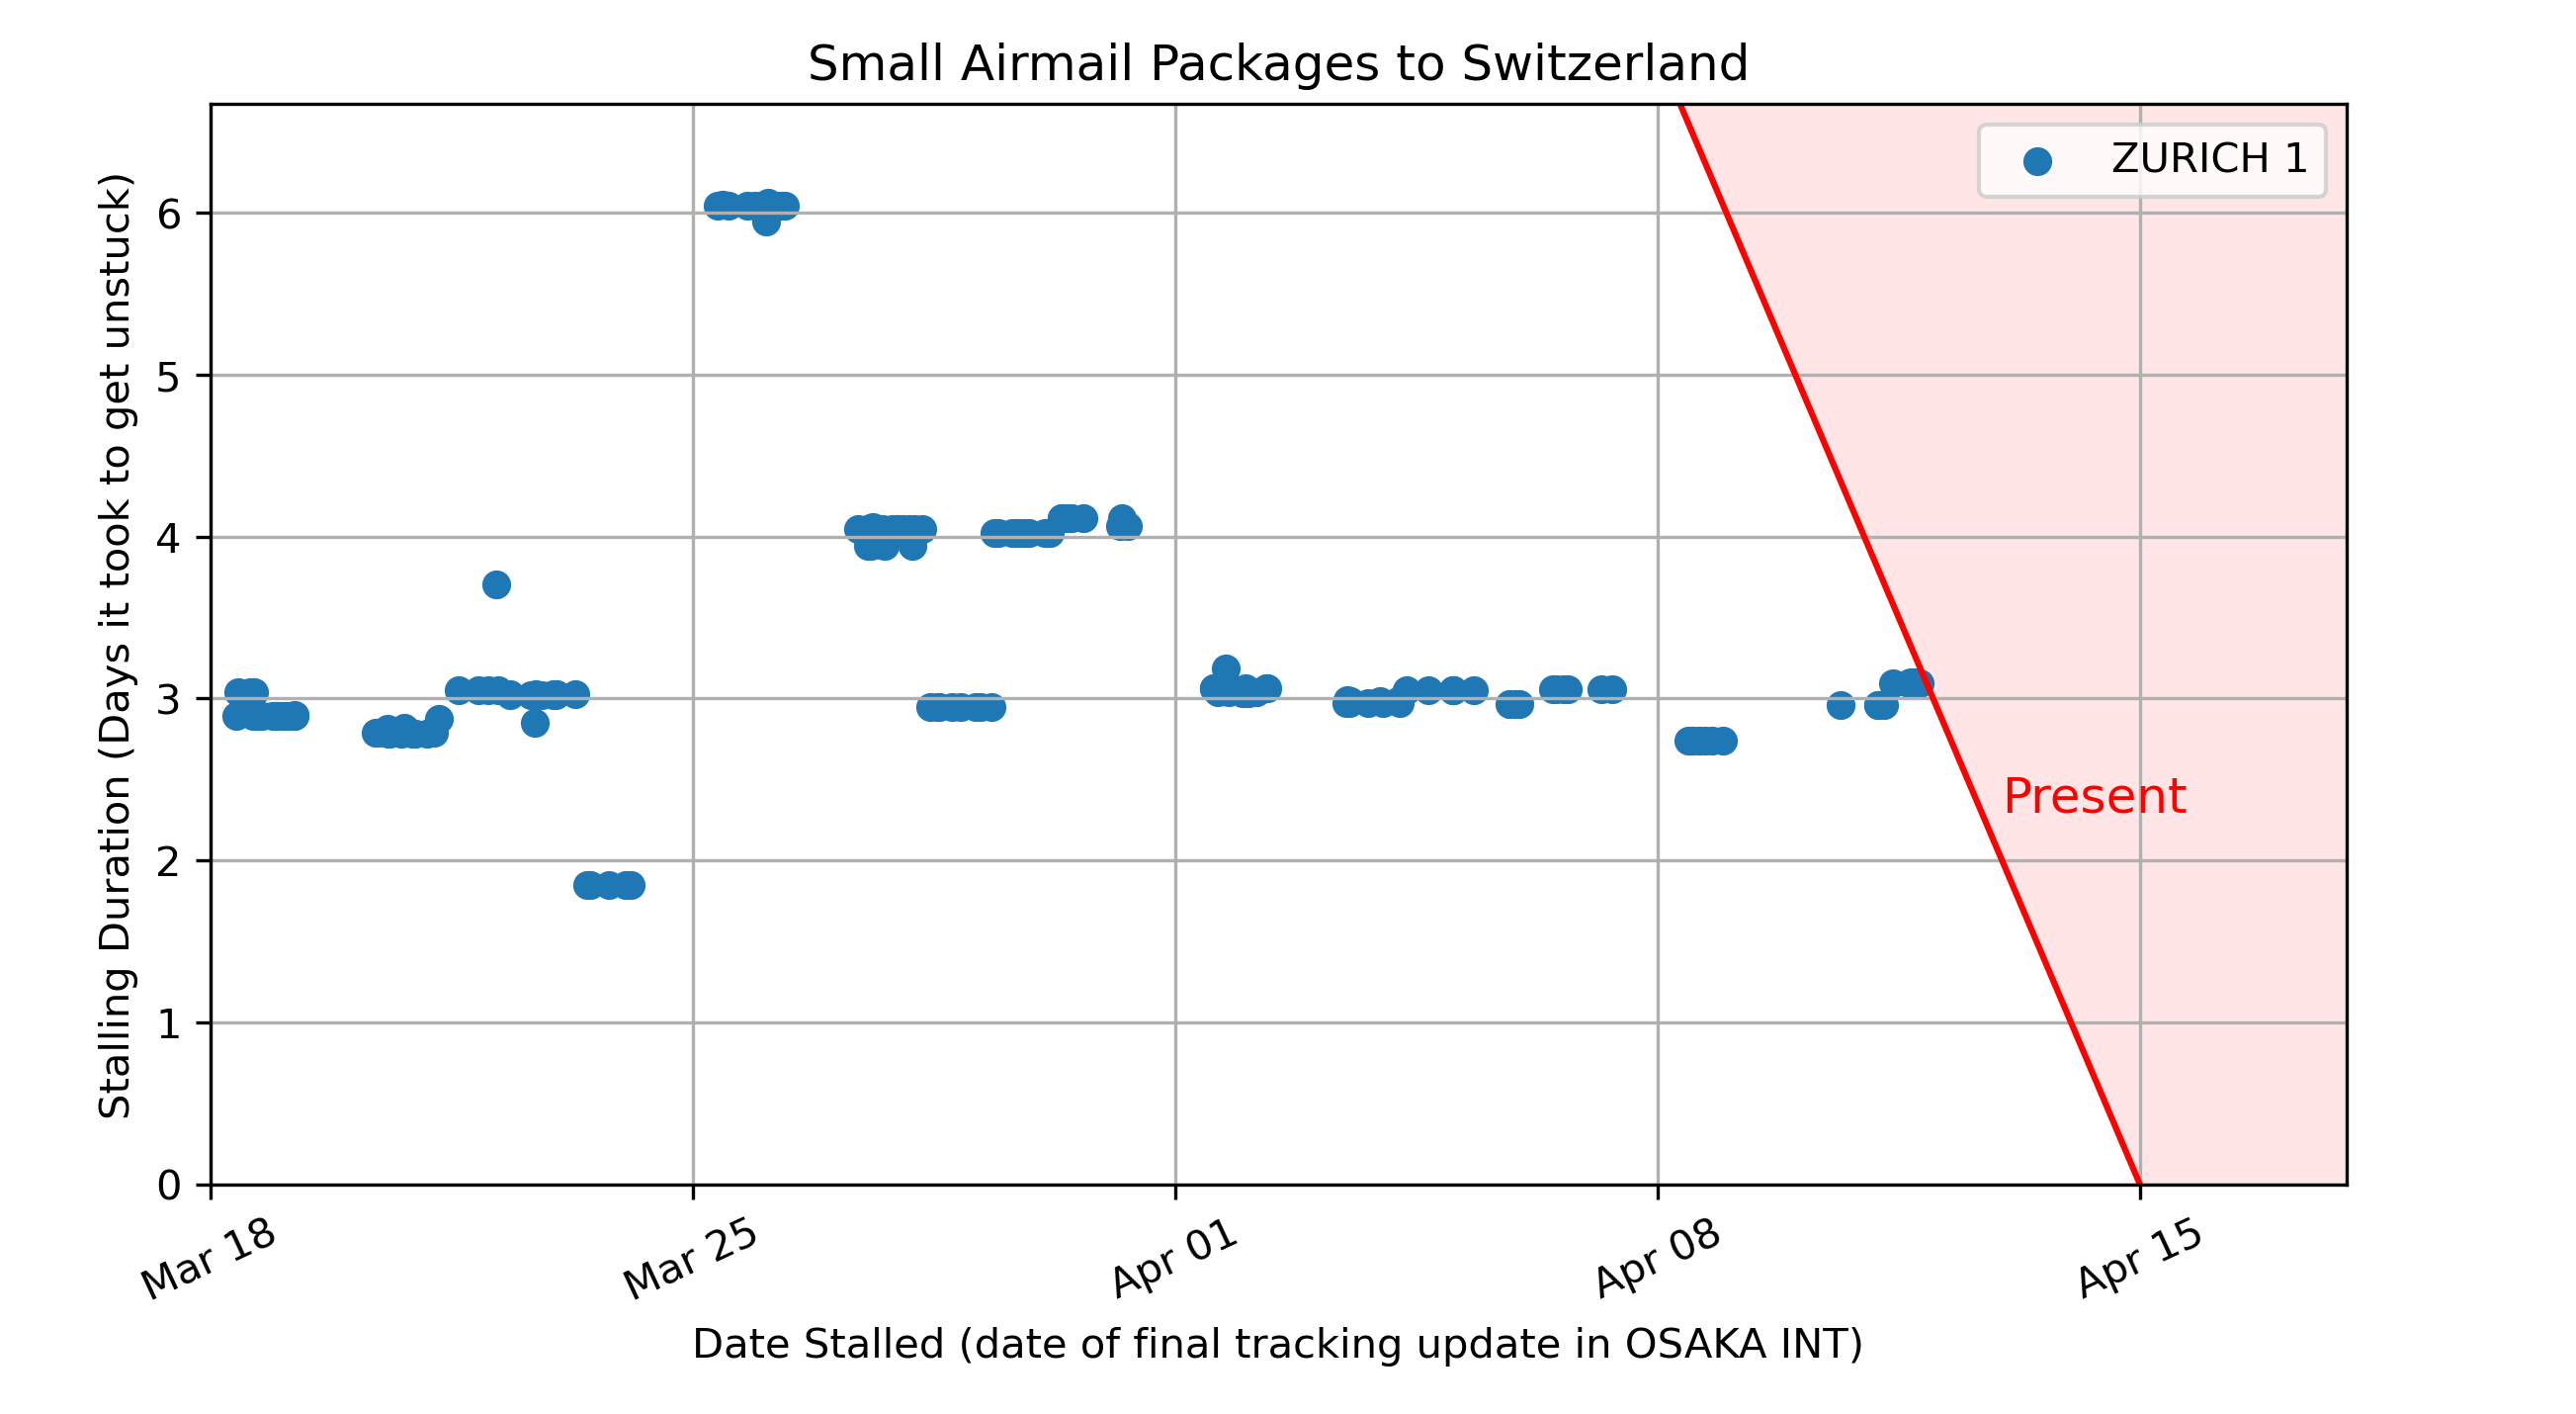 Small Airmail Packages to Switzerland
ZURICH 1
Stalling Duration (Days it took to get unstuck)
6
5
4
3
2
1
0
Present
Mar 18
Mar 25
Apr 01
Apr 08
Apr 15
Date Stalled (date of final tracking update in OSAKA INT)